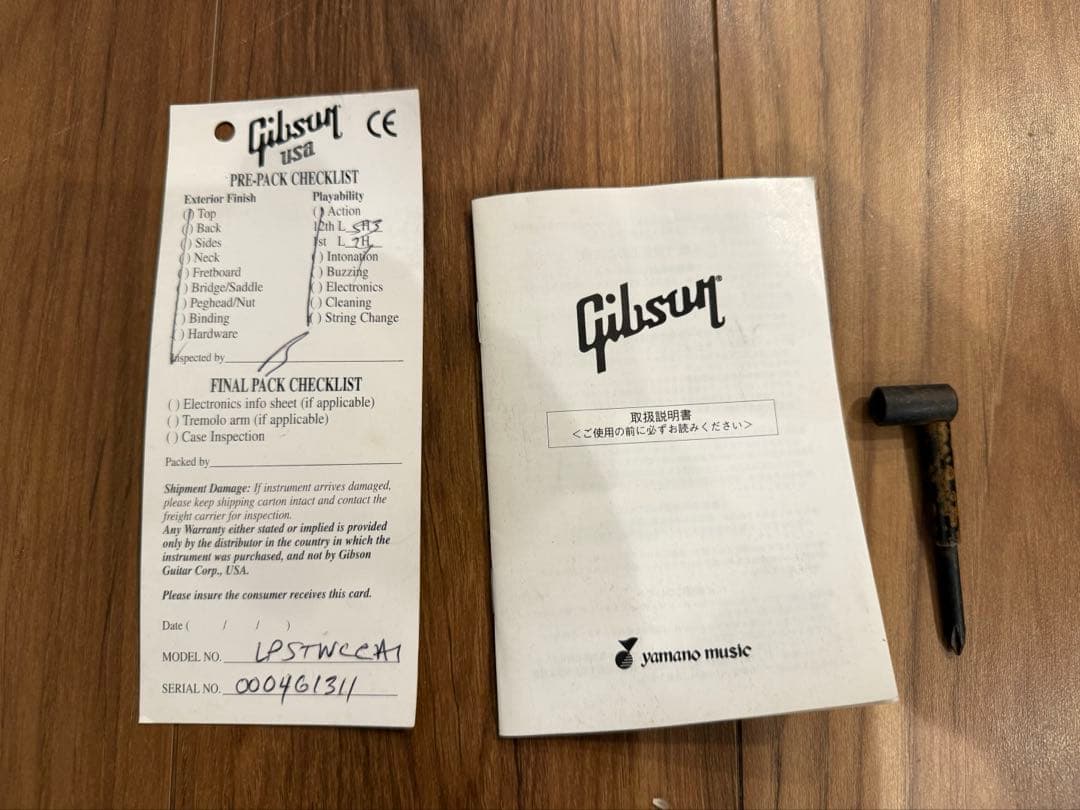 Gibson
USA
CE
PRE-PACK CHECKLIST
Exterior Finish
( ) Top
( ) Back
( ) Sides
( ) Neck
( ) Fretboard
( ) Bridge/Saddle
( ) Peghead/Nut
( ) Binding
( ) Hardware
Playability
( ) Action
12th L
1st L
( ) Intonation
( ) Buzzing
( ) Electronics
( ) Cleaning
( ) String Change
Inspected by
FINAL PACK CHECKLIST
( ) Electronics info sheet (if applicable)
( ) Tremolo arm (if applicable)
( ) Case Inspection
Packed by
Shipment Damage: If instrument arrives damaged,
please keep shipping carton intact and contact the
freight carrier for inspection.
Any Warranty either stated or implied is provided
only by the distributor in the country in which the
instrument was purchased, and not by Gibson
Guitar Corp., USA.
Please insure the consumer receives this card.
Date ( / / )
MODEL NO. LPSTWCCA1
SERIAL NO. 000461311
Gibson®
取扱説明書
＜ご使用の前に必ずお読みください＞
yamano music